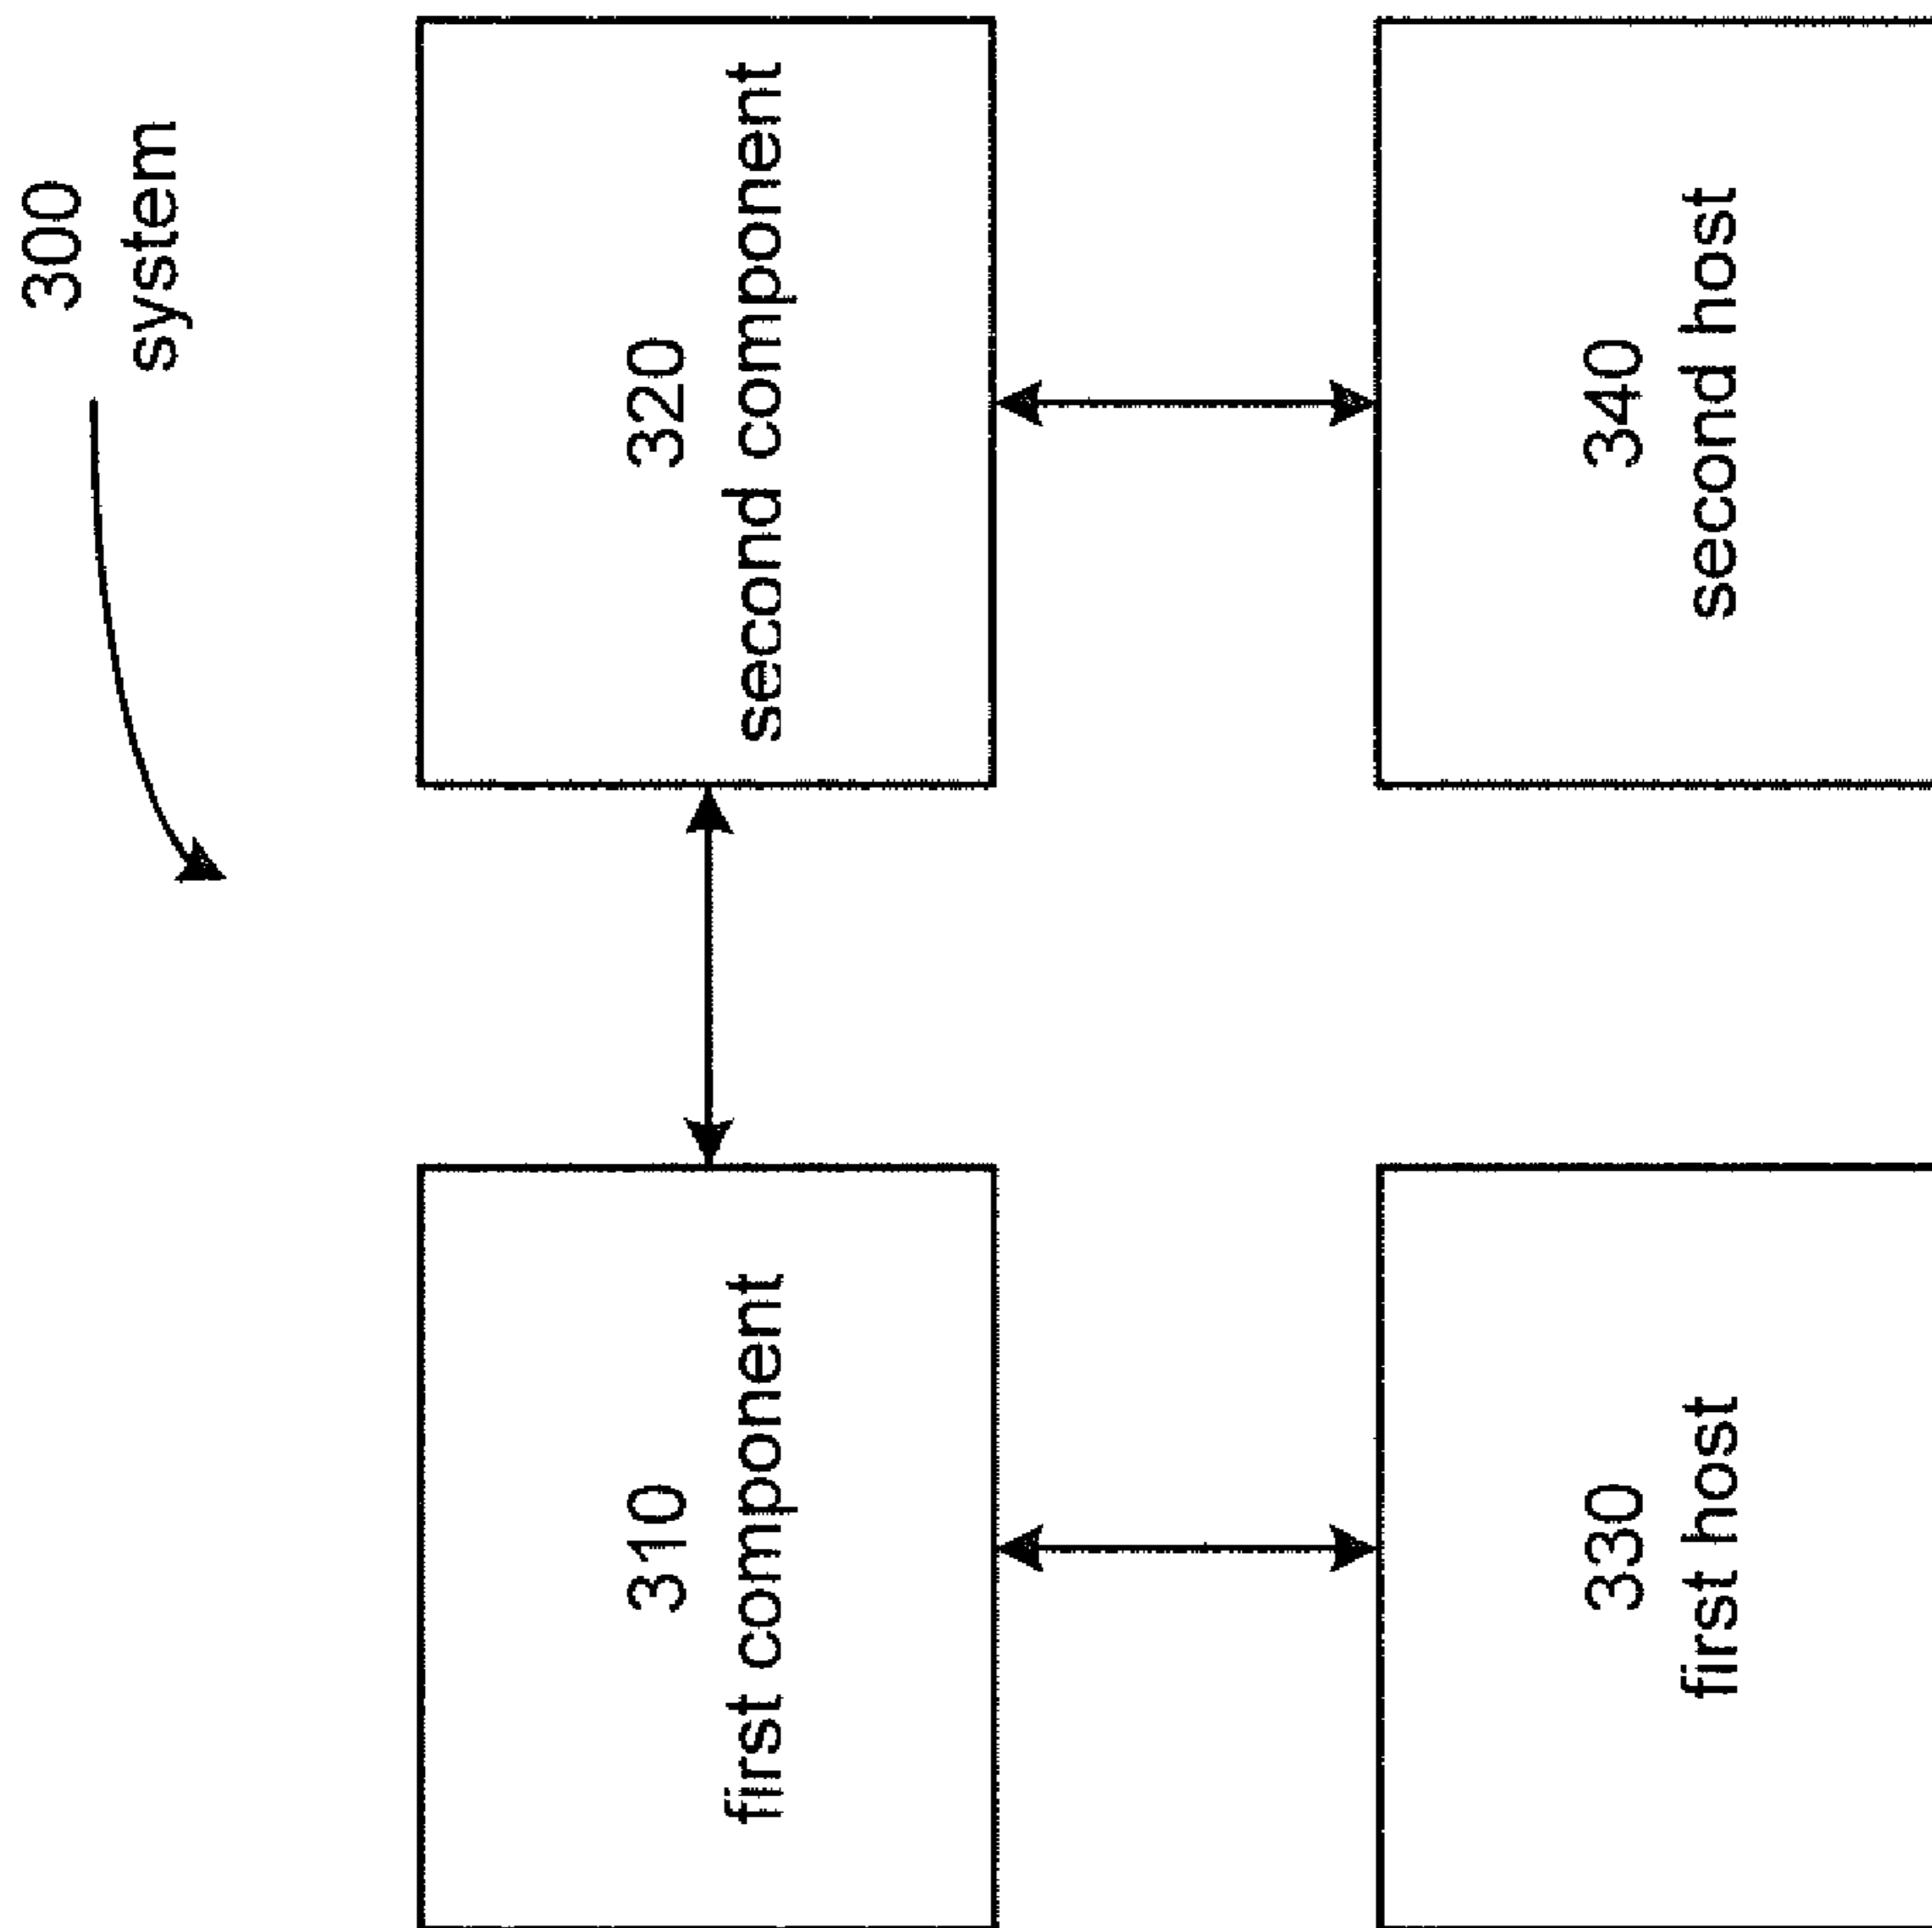 300
system
310
first component
320
second component
330
first host
340
second host